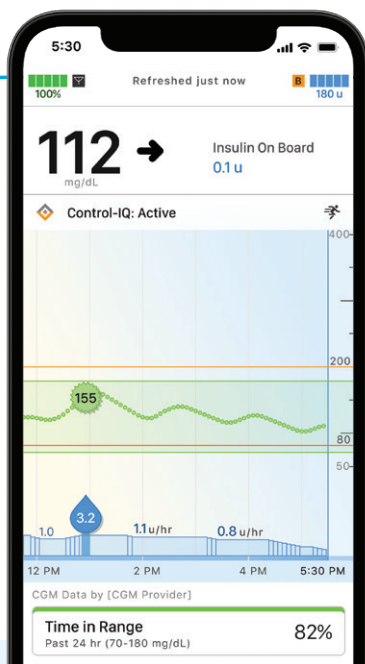 5:30
100%
Refreshed just now
B
180 u
112
mg/dL
Insulin On Board
0.1 u
Control-IQ: Active
400
200
155
80
50
3.2
1.0
1.1 u/hr
0.8 u/hr
12 PM
2 PM
4 PM
5:30 PM
CGM Data by [CGM Provider]
Time in Range
Past 24 hr (70-180 mg/dL)
82%